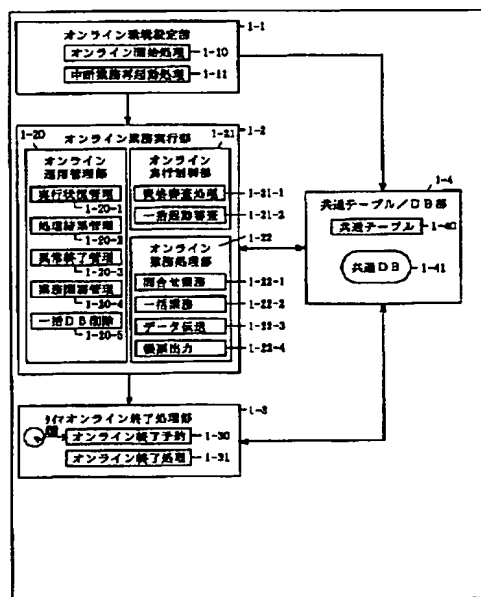 オンライン環境設定部
1-1
オンライン開始処理
1-10
中断業務再起動処理
1-11
オンライン業務実行部
1-2
1-20
オンライン
運用管理部
実行状況管理
1-20-1
処理結果管理
1-20-2
異常終了管理
1-20-3
業務閉塞管理
1-20-4
一括DB削除
1-20-5
1-21
オンライン
実行制御部
資格審査処理
1-21-1
一括起動審査
1-21-2
1-22
オンライン
業務処理部
問合せ業務
1-22-1
一括業務
1-22-2
データ伝送
1-22-3
帳票出力
1-22-4
1-4
共通テーブル/DB部
共通テーブル
1-40
共通DB
1-41
1-3
タイマ
オンライン終了処理部
オンライン終了予約
1-30
オンライン終了処理
1-31